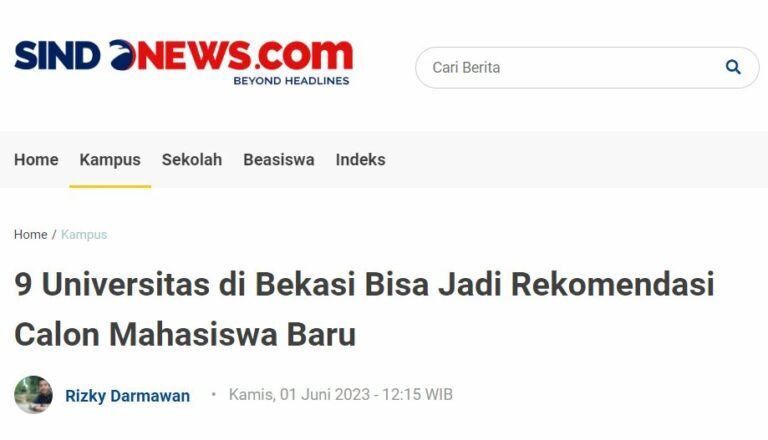 SINDONEWS.com
BEYOND HEADLINES
Cari Berita
Home Kampus Sekolah Beasiswa Indeks
Home / Kampus
9 Universitas di Bekasi Bisa Jadi Rekomendasi
Calon Mahasiswa Baru
Rizky Darmawan • Kamis, 01 Juni 2023 - 12:15 WIB